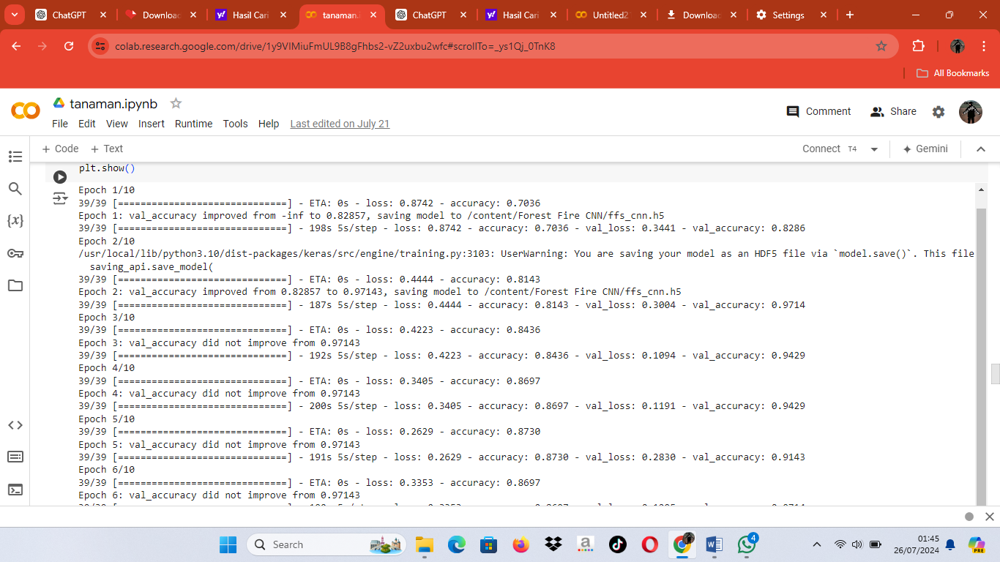 ChatGPT
Download
Hasil Cari
tanaman.i
ChatGPT
Hasil Cari
Untitled2
Download
Settings
colab.research.google.com/drive/1y9VIMiuFmUL9B8gFhbs2-vZ2uxbu2wfc#scrollTo=_ys1Qj_0TnK8
All Bookmarks
tanaman.ipynb
File Edit View Insert Runtime Tools Help Last edited on July 21
Comment
Share
+ Code + Text
Connect T4
Gemini
plt.show()
Epoch 1/10
39/39 [==============================] - ETA: 0s - loss: 0.8742 - accuracy: 0.7036
Epoch 1: val_accuracy improved from -inf to 0.82857, saving model to /content/Forest Fire CNN/ffs_cnn.h5
39/39 [==============================] - 198s 5s/step - loss: 0.8742 - accuracy: 0.7036 - val_loss: 0.3441 - val_accuracy: 0.8286
Epoch 2/10
/usr/local/lib/python3.10/dist-packages/keras/src/engine/training.py:3103: UserWarning: You are saving your model as an HDF5 file via `model.save()`. This file
saving_api.save_model(
39/39 [==============================] - ETA: 0s - loss: 0.4444 - accuracy: 0.8143
Epoch 2: val_accuracy improved from 0.82857 to 0.97143, saving model to /content/Forest Fire CNN/ffs_cnn.h5
39/39 [==============================] - 187s 5s/step - loss: 0.4444 - accuracy: 0.8143 - val_loss: 0.3004 - val_accuracy: 0.9714
Epoch 3/10
39/39 [==============================] - ETA: 0s - loss: 0.4223 - accuracy: 0.8436
Epoch 3: val_accuracy did not improve from 0.97143
39/39 [==============================] - 192s 5s/step - loss: 0.4223 - accuracy: 0.8436 - val_loss: 0.1094 - val_accuracy: 0.9429
Epoch 4/10
39/39 [==============================] - ETA: 0s - loss: 0.3405 - accuracy: 0.8697
Epoch 4: val_accuracy did not improve from 0.97143
39/39 [==============================] - 200s 5s/step - loss: 0.3405 - accuracy: 0.8697 - val_loss: 0.1191 - val_accuracy: 0.9429
Epoch 5/10
39/39 [==============================] - ETA: 0s - loss: 0.2629 - accuracy: 0.8730
Epoch 5: val_accuracy did not improve from 0.97143
39/39 [==============================] - 191s 5s/step - loss: 0.2629 - accuracy: 0.8730 - val_loss: 0.2830 - val_accuracy: 0.9143
Epoch 6/10
39/39 [==============================] - ETA: 0s - loss: 0.3353 - accuracy: 0.8697
Epoch 6: val_accuracy did not improve from 0.97143
Search
4
01:45
26/07/2024
PRE